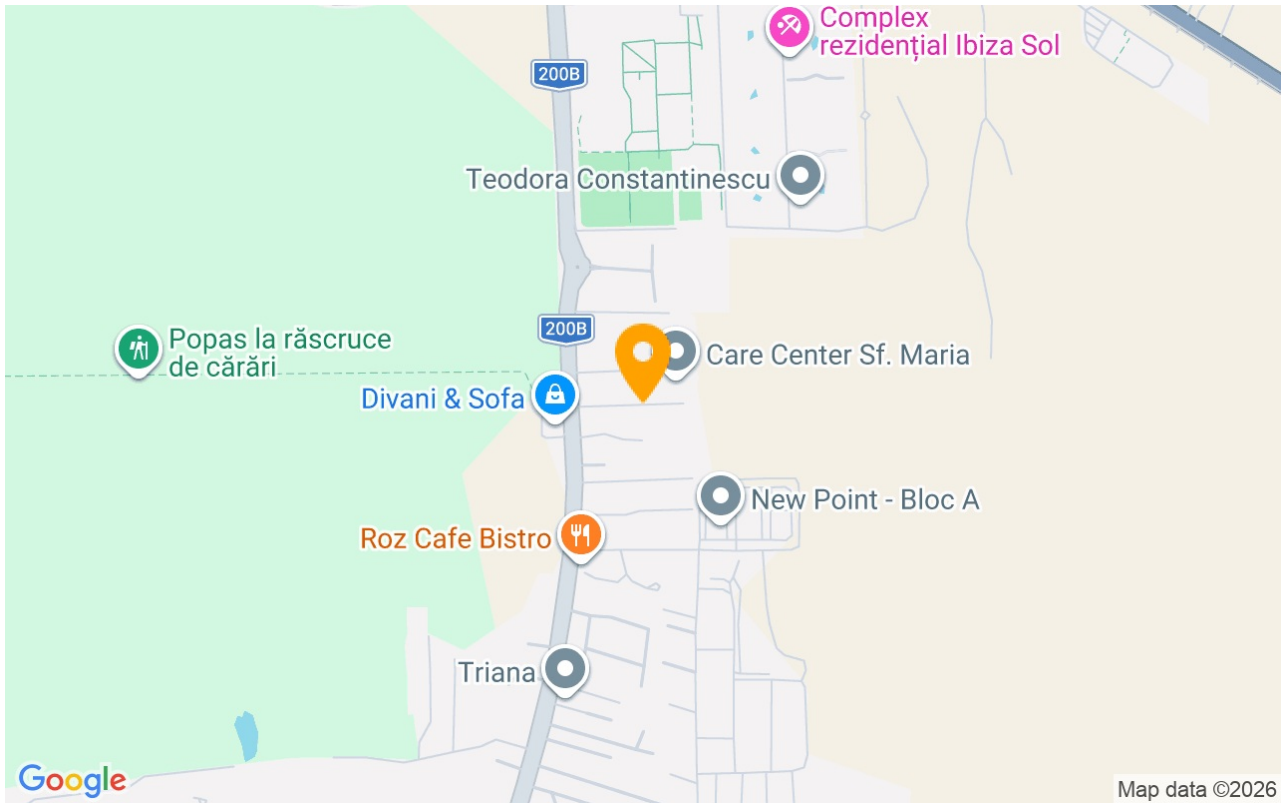 Complex
rezidențial Ibiza Sol
200B
Teodora Constantinescu
200B
Popas la răscruce
de cărări
Care Center Sf. Maria
Divani & Sofa
New Point - Bloc A
Roz Cafe Bistro
Triana
Google
Map data ©2026